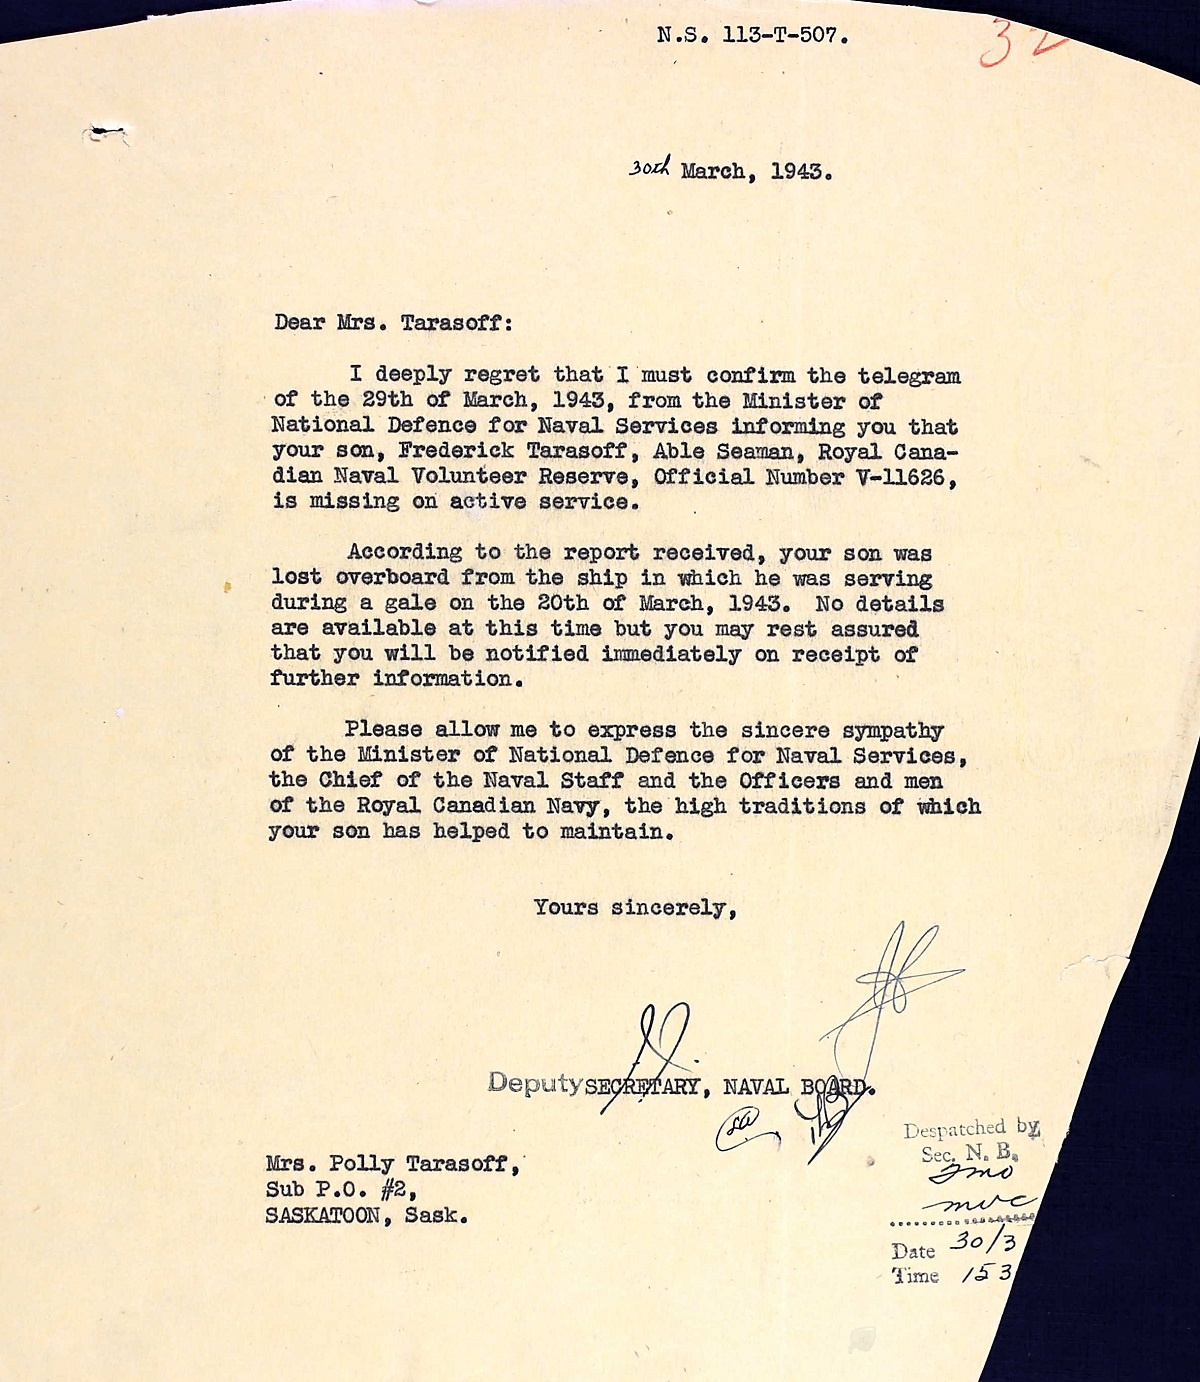 N.S. 113-T-507.
32
30th March, 1943.
Dear Mrs. Tarasoff:
I deeply regret that I must confirm the telegram
of the 29th of March, 1943, from the Minister of
National Defence for Naval Services informing you that
your son, Frederick Tarasoff, Able Seaman, Royal Cana-
dian Naval Volunteer Reserve, Official Number V-11626,
is missing on active service.
According to the report received, your son was
lost overboard from the ship in which he was serving
during a gale on the 20th of March, 1943. No details
are available at this time but you may rest assured
that you will be notified immediately on receipt of
further information.
Please allow me to express the sincere sympathy
of the Minister of National Defence for Naval Services,
the Chief of the Naval Staff and the Officers and men
of the Royal Canadian Navy, the high traditions of which
your son has helped to maintain.
Yours sincerely,
Deputy SECRETARY, NAVAL BOARD.
Mrs. Polly Tarasoff,
Sub P.O. #2,
SASKATOON, Sask.
Despatched by
Sec. N. B.
Date 30/3
Time 153